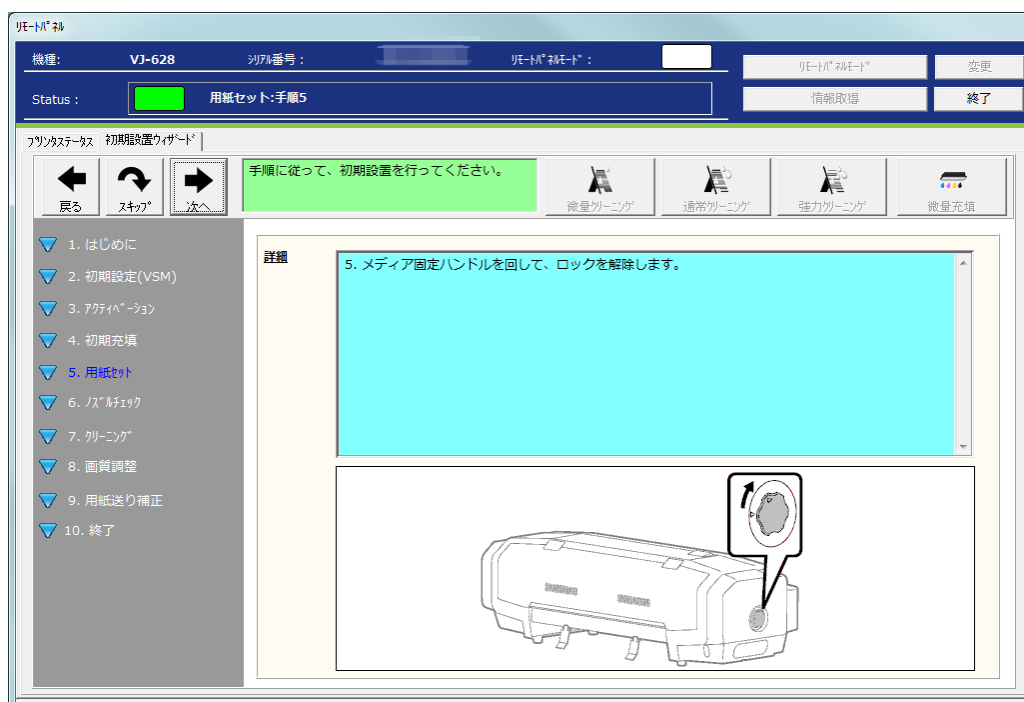 ﾘﾓｰﾄﾊﾟﾈﾙ
機種: VJ-628 ｼﾘｱﾙ番号： ﾘﾓｰﾄﾊﾟﾈﾙﾓｰﾄﾞ： ﾘﾓｰﾄﾊﾟﾈﾙﾓｰﾄﾞ 変更
Status： 用紙セット:手順5 情報取得 終了
ﾌﾟﾘﾝﾀｽﾃｰﾀｽ 初期設置ｳｨｻﾞｰﾄﾞ
戻る ｽｷｯﾌﾟ 次へ 手順に従って、初期設置を行ってください。 微量ｸﾘｰﾆﾝｸﾞ 通常ｸﾘｰﾆﾝｸﾞ 強力ｸﾘｰﾆﾝｸﾞ 微量充填
1. はじめに
2. 初期設定(VSM)
3. ｱｸﾃｨﾍﾞｰｼｮﾝ
4. 初期充填
5. 用紙ｾｯﾄ
6. ﾉｽﾞﾙﾁｪｯｸ
7. ｸﾘｰﾆﾝｸﾞ
8. 画質調整
9. 用紙送り補正
10. 終了
詳細
5. メディア固定ハンドルを回して、ロックを解除します。